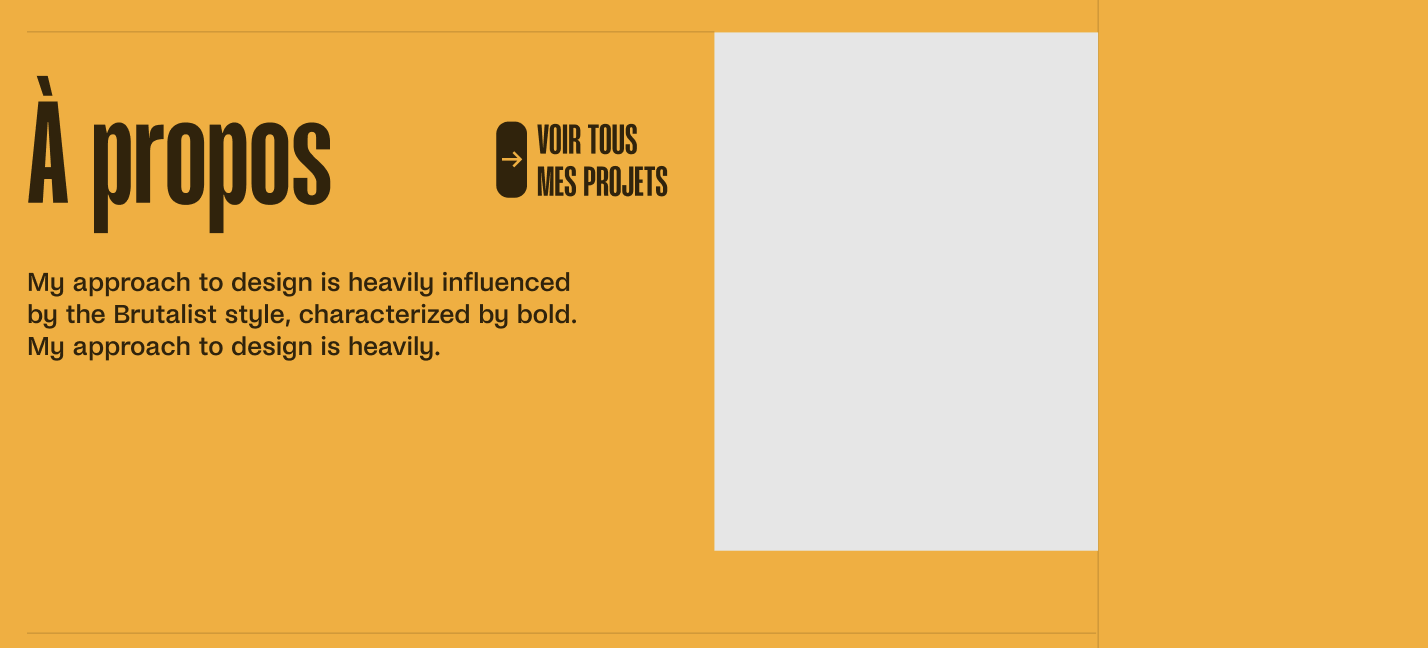 À propos
VOIR TOUS
MES PROJETS
My approach to design is heavily influenced
by the Brutalist style, characterized by bold.
My approach to design is heavily.